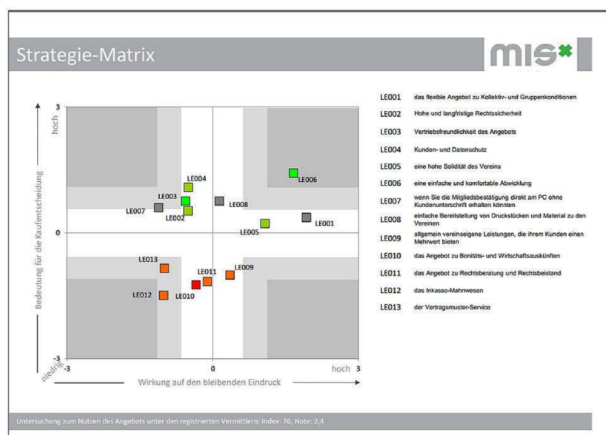 Strategie-Matrix
mis
3
hoch
Bedeutung für die Kaufentscheidung
0
-3
niedrig
-3
0
hoch 3
Wirkung auf den bleibenden Eindruck
LE004
LE003
LE007
LE002
LE008
LE006
LE005
LE001
LE013
LE011
LE009
LE012
LE010
LE001 das flexible Angebot zu Kollektiv- und Gruppenkonditionen
LE002 Hohe und langfristige Rechtssicherheit
LE003 Vertriebsfreundlichkeit des Angebots
LE004 Kunden- und Datenschutz
LE005 eine hohe Solidität des Vereins
LE006 eine einfache und komfortable Abwicklung
LE007 wenn Sie die Mitgliedsbestätigung direkt am PC ohne
Kundenunterschrift erhalten könnten
LE008 einfache Bereitstellung von Druckstücken und Material zu den
Vereinen
LE009 allgemein vereinseigene Leistungen, die ihrem Kunden einen
Mehrwert bieten
LE010 das Angebot zu Bonitäts- und Wirtschaftsauskünften
LE011 das Angebot zu Rechtsberatung und Rechtsbeistand
LE012 das Inkasso-Mahnwesen
LE013 der Vertragsmuster-Service
Untersuchung zum Nutzen des Angebots unter den registrierten Vermittlern; Index: 76, Note: 2,4